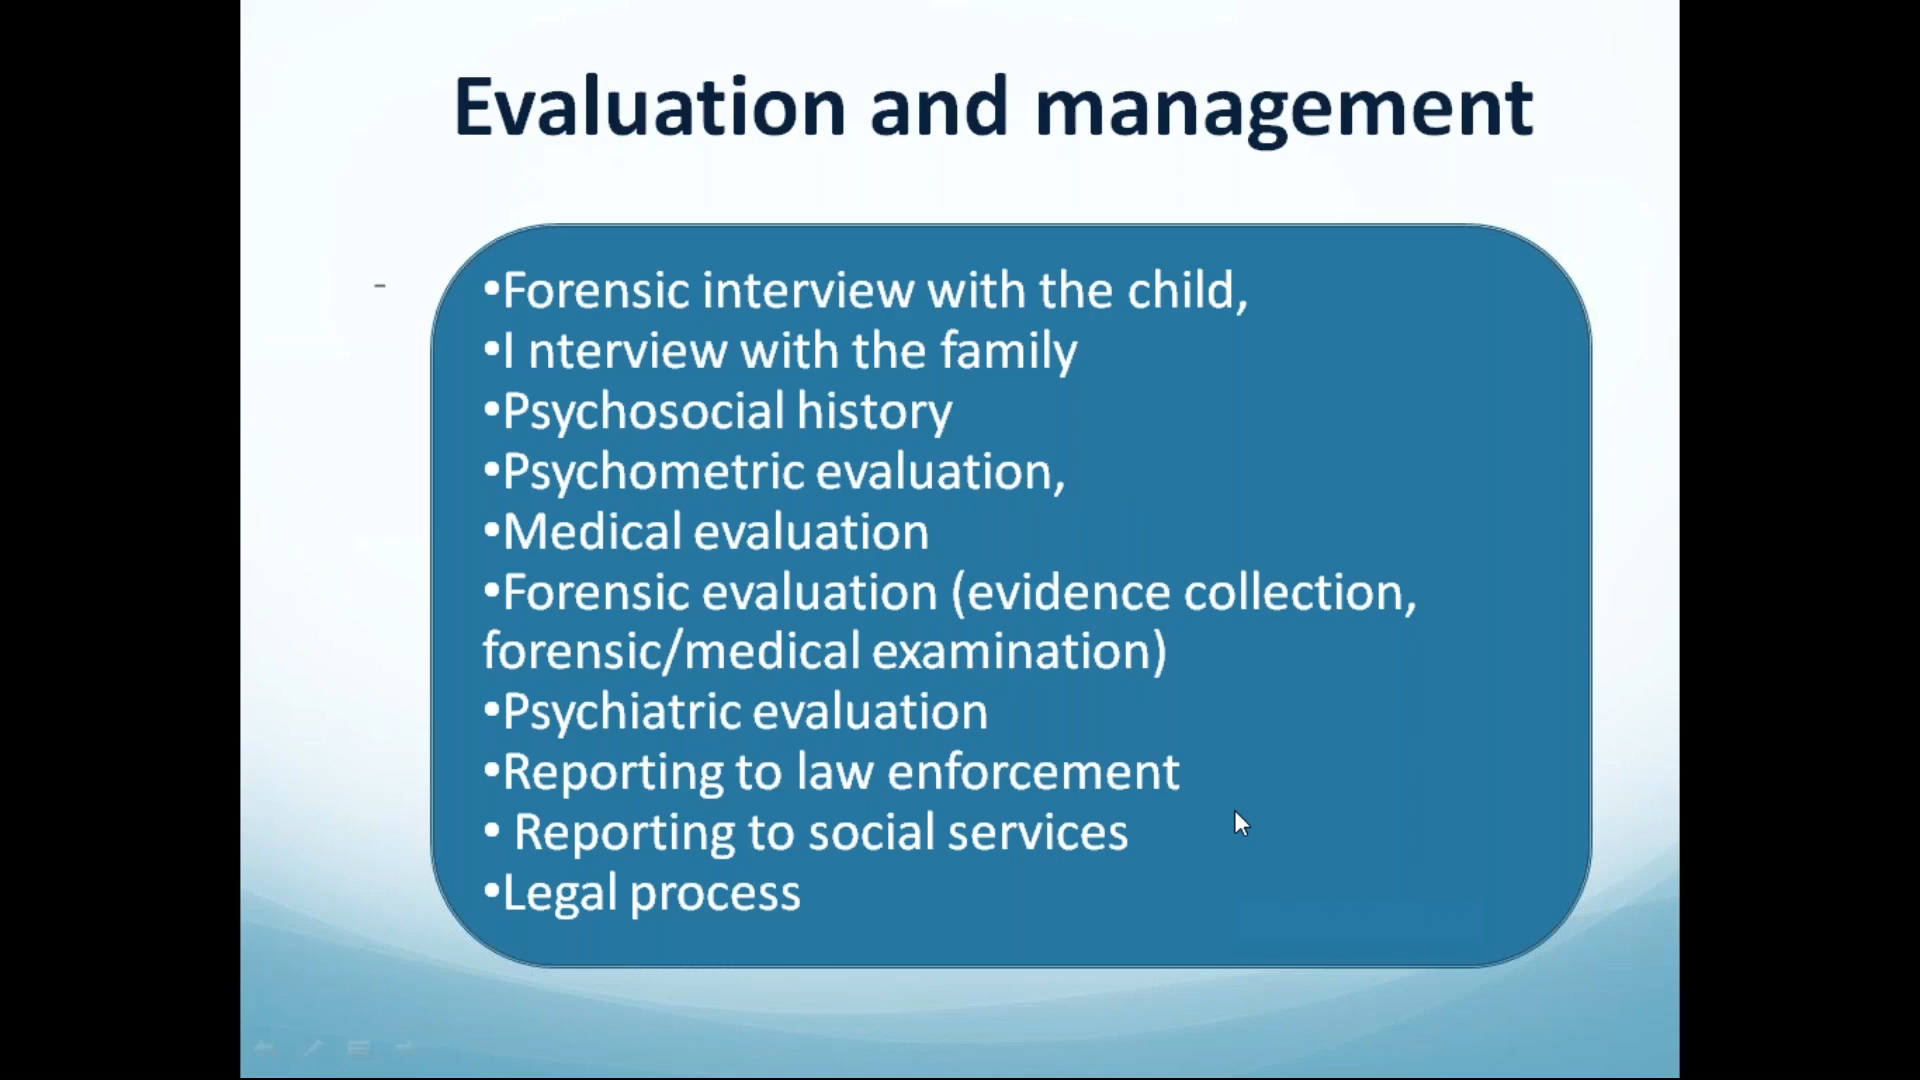 Evaluation and management
-
•Forensic interview with the child,
•I nterview with the family
•Psychosocial history
•Psychometric evaluation,
•Medical evaluation
•Forensic evaluation (evidence collection,
forensic/medical examination)
•Psychiatric evaluation
•Reporting to law enforcement
• Reporting to social services
•Legal process